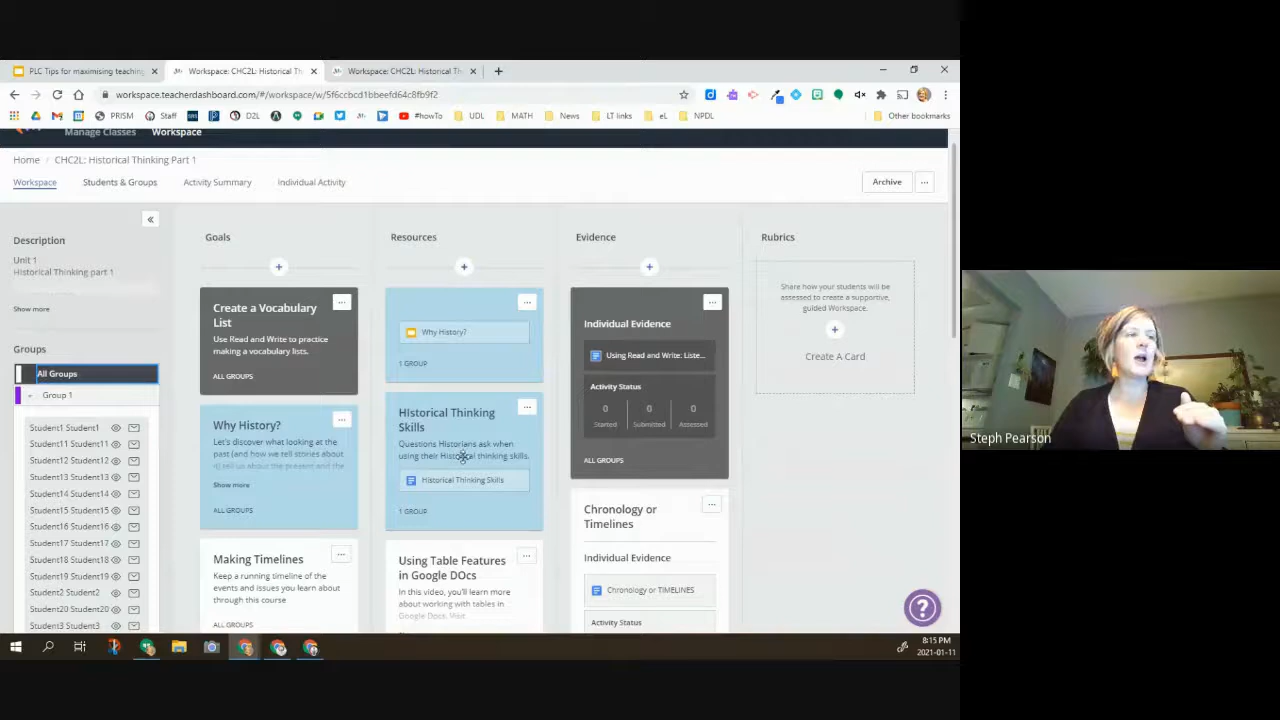 PLC Tips for maximising teaching
Workspace: CHC2L: Historical Th
Workspace: CHC2L: Historical Th
workspace.teacherdashboard.com/#/workspace/w/5f6ccbcd1bbeefd64c8fb9f2
PRISM
Staff
D2L
#howTo
UDL
MATH
News
LT links
eL
NPDL
Other bookmarks
Manage Classes
Workspace
Home / CHC2L: Historical Thinking Part 1
Workspace
Students & Groups
Activity Summary
Individual Activity
Archive
Description
Unit 1
Historical Thinking part 1
Show more
Groups
All Groups
Group 1
Student1 Student1
Student11 Student11
Student12 Student12
Student13 Student13
Student14 Student14
Student15 Student15
Student16 Student16
Student17 Student17
Student18 Student18
Student19 Student19
Student2 Student2
Student20 Student20
Student3 Student3
Goals
Create a Vocabulary
List
Use Read and Write to practice
making a vocabulary lists.
ALL GROUPS
Why History?
Let's discover what looking at the
past (and how we tell stories about
it) tell us about the present and the
Show more
ALL GROUPS
Making Timelines
Keep a running timeline of the
events and issues you learn about
through this course
ALL GROUPS
Resources
Why History?
1 GROUP
HIstorical Thinking
Skills
Questions Historians ask when
using their Historical thinking skills.
Historical Thinking Skills
1 GROUP
Using Table Features
in Google DOcs
In this video, you'll learn more
about working with tables in
Google Docs. Visit
Evidence
Individual Evidence
Using Read and Write: Liste...
Activity Status
0 0 0
Started Submitted Assessed
ALL GROUPS
Chronology or
Timelines
Individual Evidence
Chronology or TIMELINES
Activity Status
Rubrics
Share how your students will be
assessed to create a supportive,
guided Workspace.
Create A Card
8:15 PM
2021-01-11
Steph Pearson